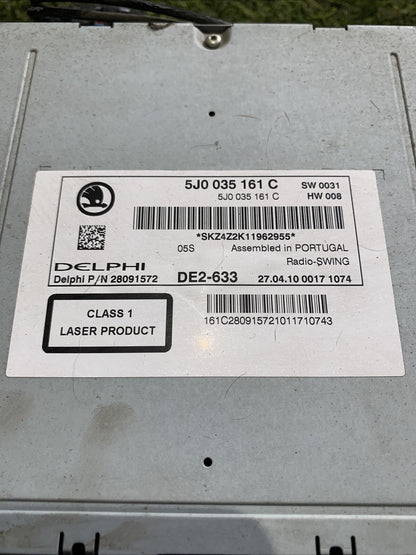 5J0 035 161 C SW 0031
5J0 035 161 C HW 008
*SKZ4Z2K11962955*
05S Assembled in PORTUGAL
Radio-SWING
DELPHI
Delphi P/N 28091572 DE2-633 27.04.10 0017 1074
CLASS 1
LASER PRODUCT
161C280915721011710743